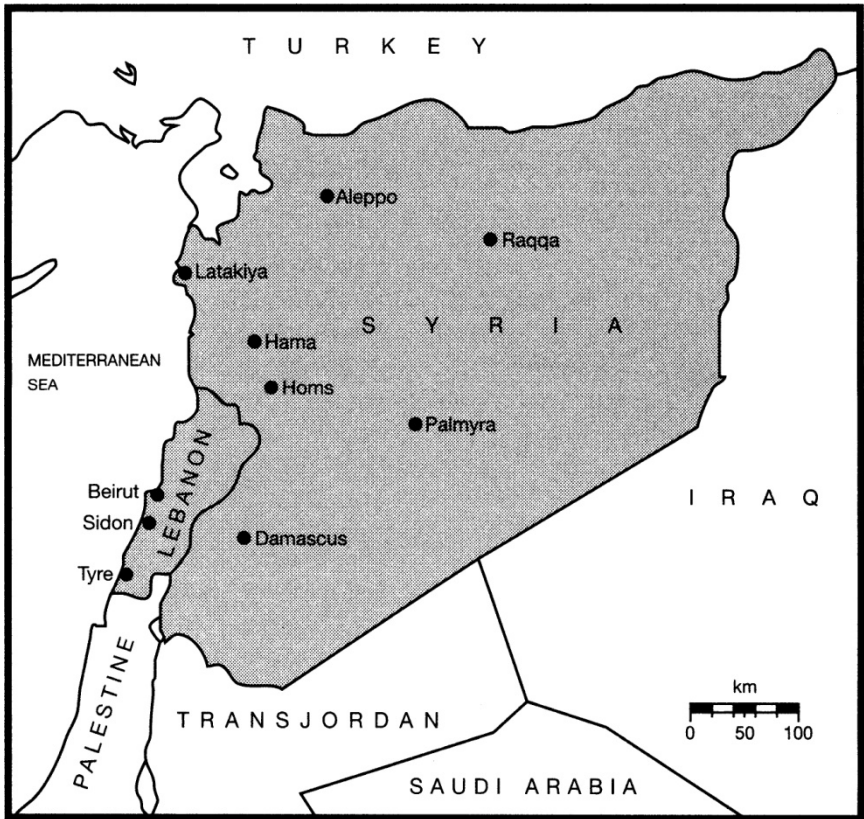 TURKEY
Aleppo
Raqqa
Latakiya
SYRIA
Hama
MEDITERRANEAN
SEA
Homs
Palmyra
LEBANON
Beirut
IRAQ
Sidon
Damascus
Tyre
PALESTINE
km
TRANSJORDAN
0 50 100
SAUDI ARABIA